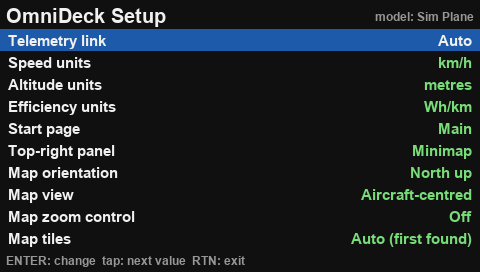 OmniDeck Setup
model: Sim Plane
Telemetry link Auto
Speed units km/h
Altitude units metres
Efficiency units Wh/km
Start page Main
Top-right panel Minimap
Map orientation North up
Map view Aircraft-centred
Map zoom control Off
Map tiles Auto (first found)
ENTER: change tap: next value RTN: exit